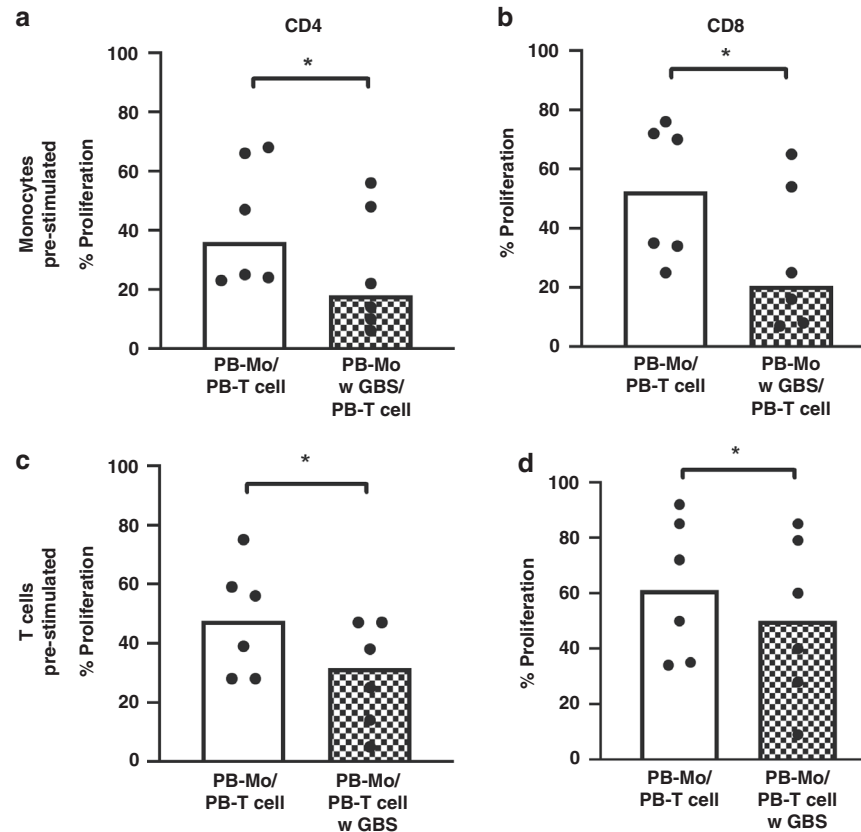 a
CD4
Monocytes
pre-stimulated
% Proliferation
100
80
60
40
20
0
*
PB-Mo/
PB-T cell
PB-Mo
w GBS/
PB-T cell
b
CD8
% Proliferation
100
80
60
40
20
0
*
PB-Mo/
PB-T cell
PB-Mo
w GBS/
PB-T cell
c
T cells
pre-stimulated
% Proliferation
100
80
60
40
20
0
*
PB-Mo/
PB-T cell
PB-Mo/
PB-T cell
w GBS
d
% Proliferation
100
80
60
40
20
0
*
PB-Mo/
PB-T cell
PB-Mo/
PB-T cell
w GBS